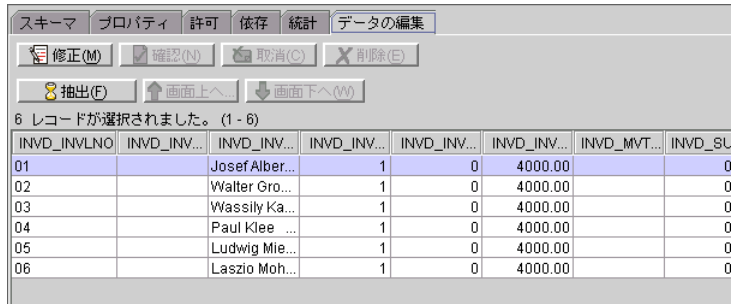 スキーマ プロパティ 許可 依存 統計 データの編集
修正(M) 確認(N) 取消(C) 削除(E)
抽出(F) 画面上へ... 画面下へ(W)
6 レコードが選択されました。 (1 - 6)
INVD_INVLNO INVD_INV... INVD_INV... INVD_INV... INVD_INV... INVD_INV... INVD_MVT... INVD_SU
01 Josef Alber... 1 0 4000.00 0
02 Walter Gro... 1 0 4000.00 0
03 Wassily Ka... 1 0 4000.00 0
04 Paul Klee ... 1 0 4000.00 0
05 Ludwig Mie... 1 0 4000.00 0
06 Laszio Moh... 1 0 4000.00 0